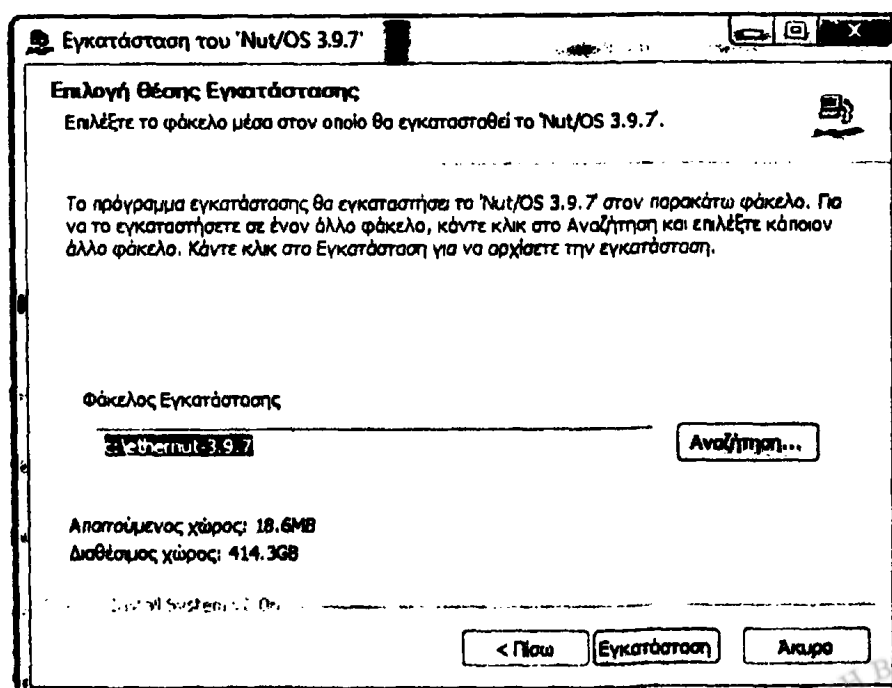 Εγκατάσταση του 'Nut/OS 3.9.7'
Επιλογή Θέσης Εγκατάστασης
Επιλέξτε το φάκελο μέσα στον οποίο θα εγκατασταθεί το 'Nut/OS 3.9.7'.
Το πρόγραμμα εγκατάστασης θα εγκαταστήσει το 'Nut/OS 3.9.7' στον παρακάτω φάκελο. Για
να το εγκαταστήσετε σε έναν άλλο φάκελο, κάντε κλικ στο Αναζήτηση και επιλέξτε κάποιον
άλλο φάκελο. Κάντε κλικ στο Εγκατάσταση για να αρχίσετε την εγκατάσταση.
Φάκελος Εγκατάστασης
c:\ethernut-3.9.7
Αναζήτηση...
Απαιτούμενος χώρος: 18.6MB
Διαθέσιμος χώρος: 414.3GB
Install System
< Πίσω
Εγκατάσταση
Άκυρο